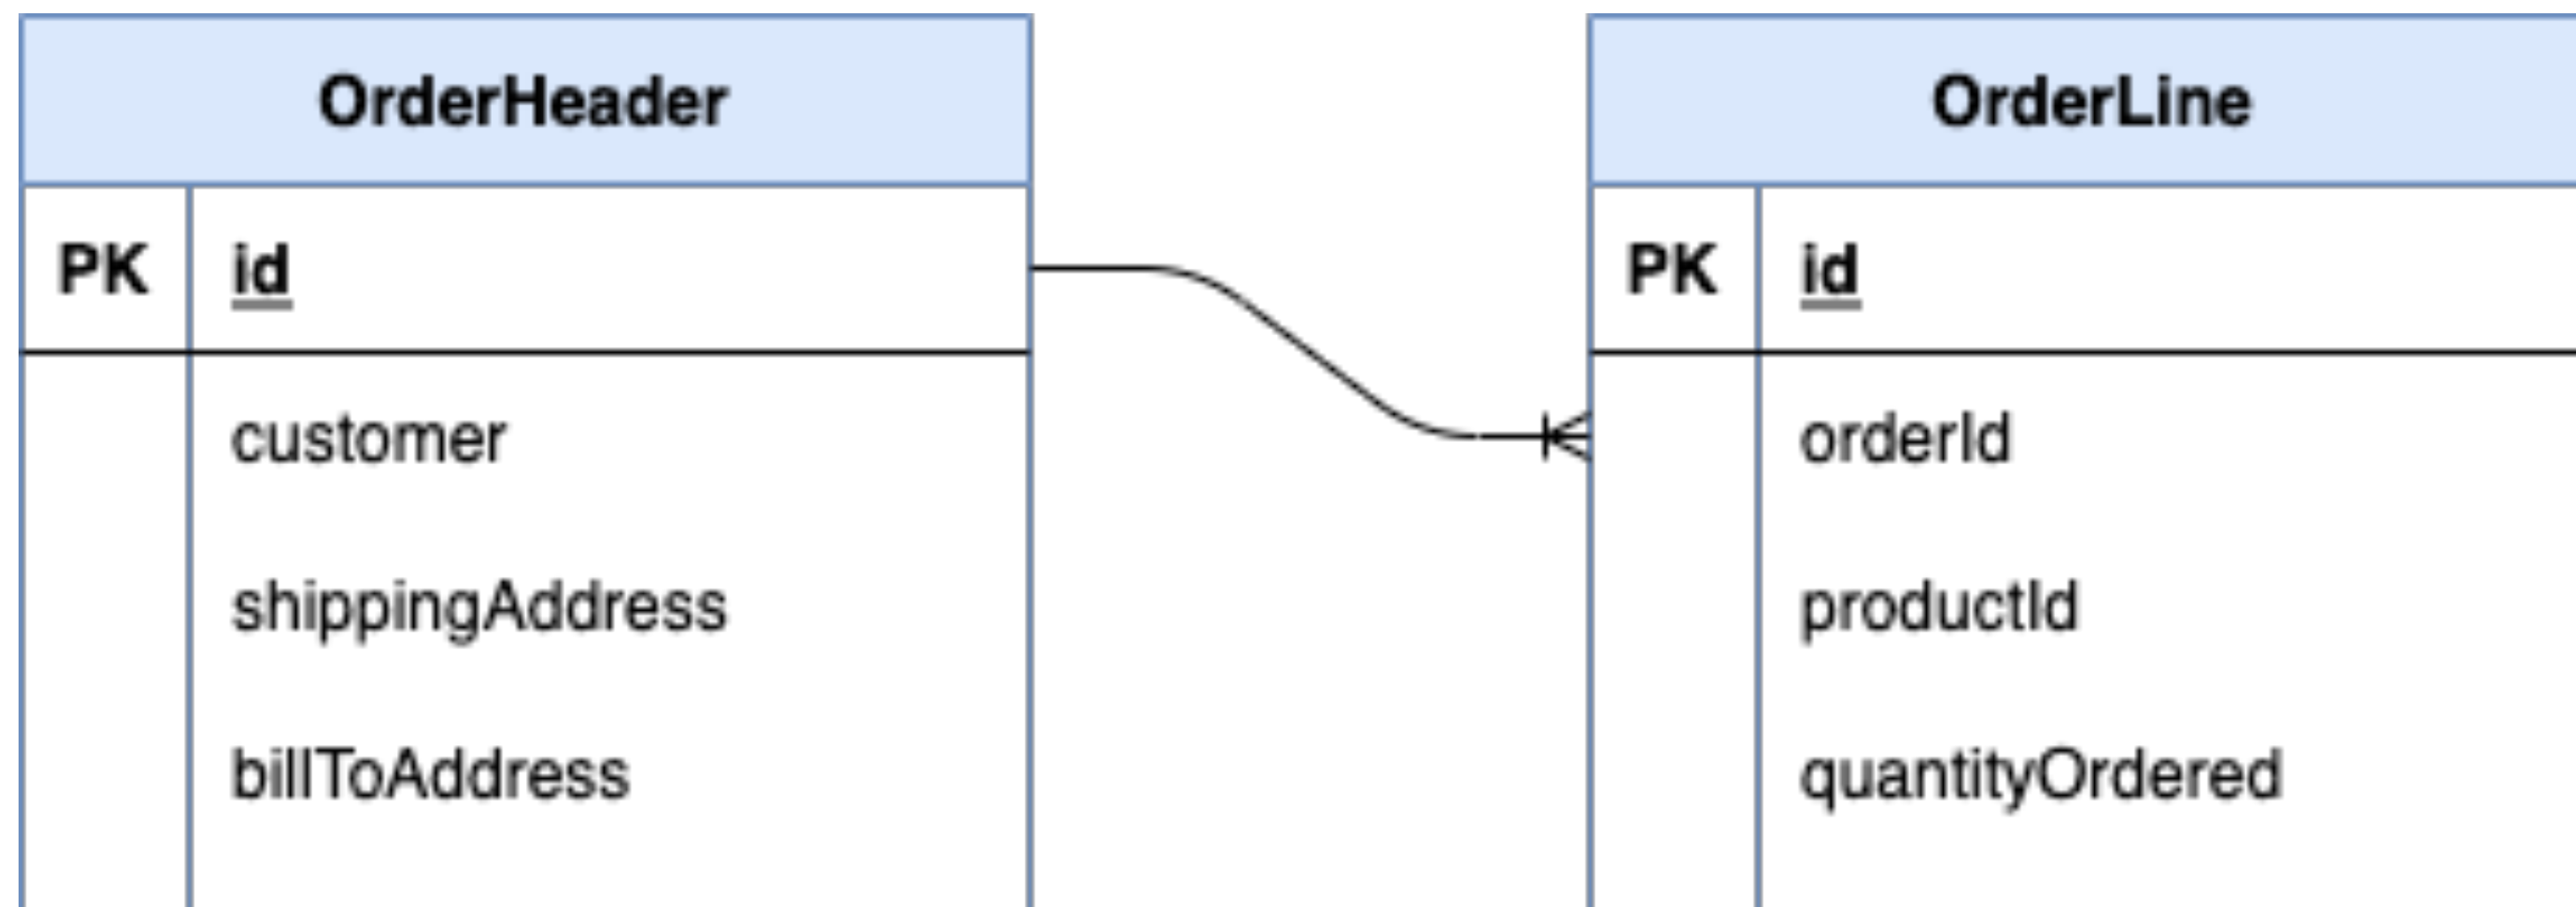 OrderHeader
PK id
customer
shippingAddress
billToAddress
OrderLine
PK id
orderId
productId
quantityOrdered